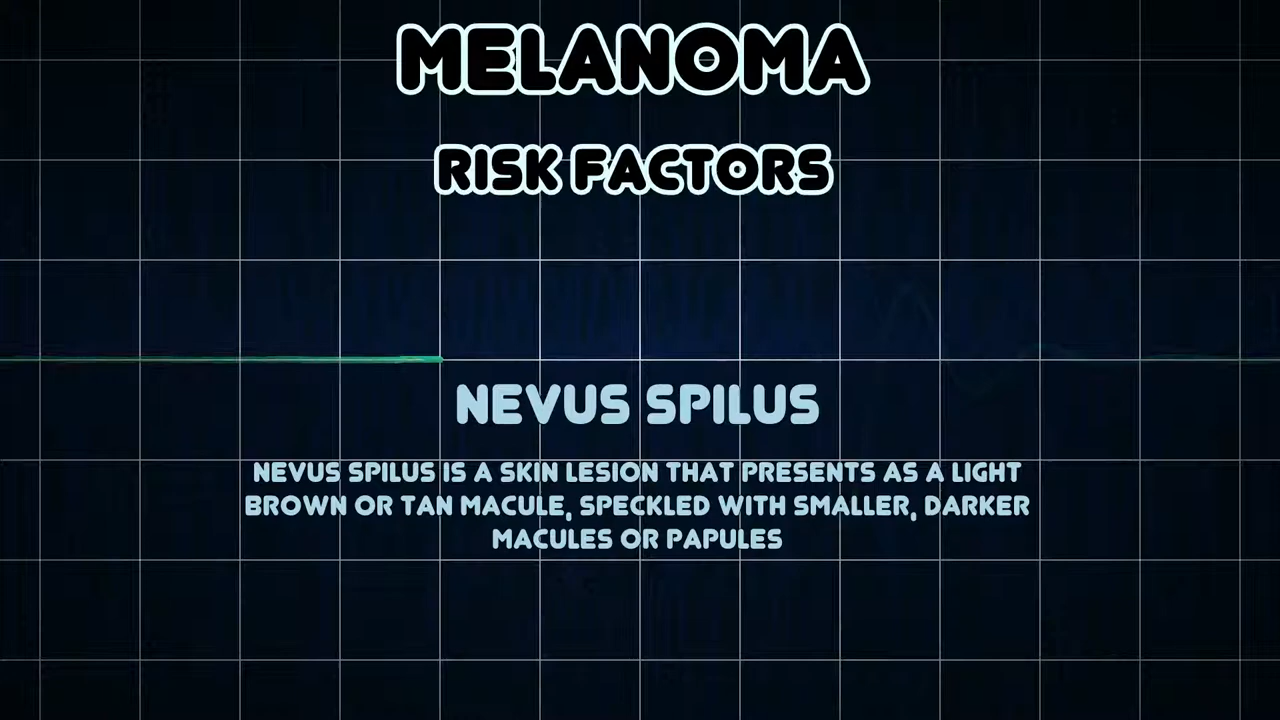 MELANOMA
RISK FACTORS
NEVUS SPILUS
NEVUS SPILUS IS A SKIN LESION THAT PRESENTS AS A LIGHT
BROWN OR TAN MACULE, SPECKLED WITH SMALLER, DARKER
MACULES OR PAPULES